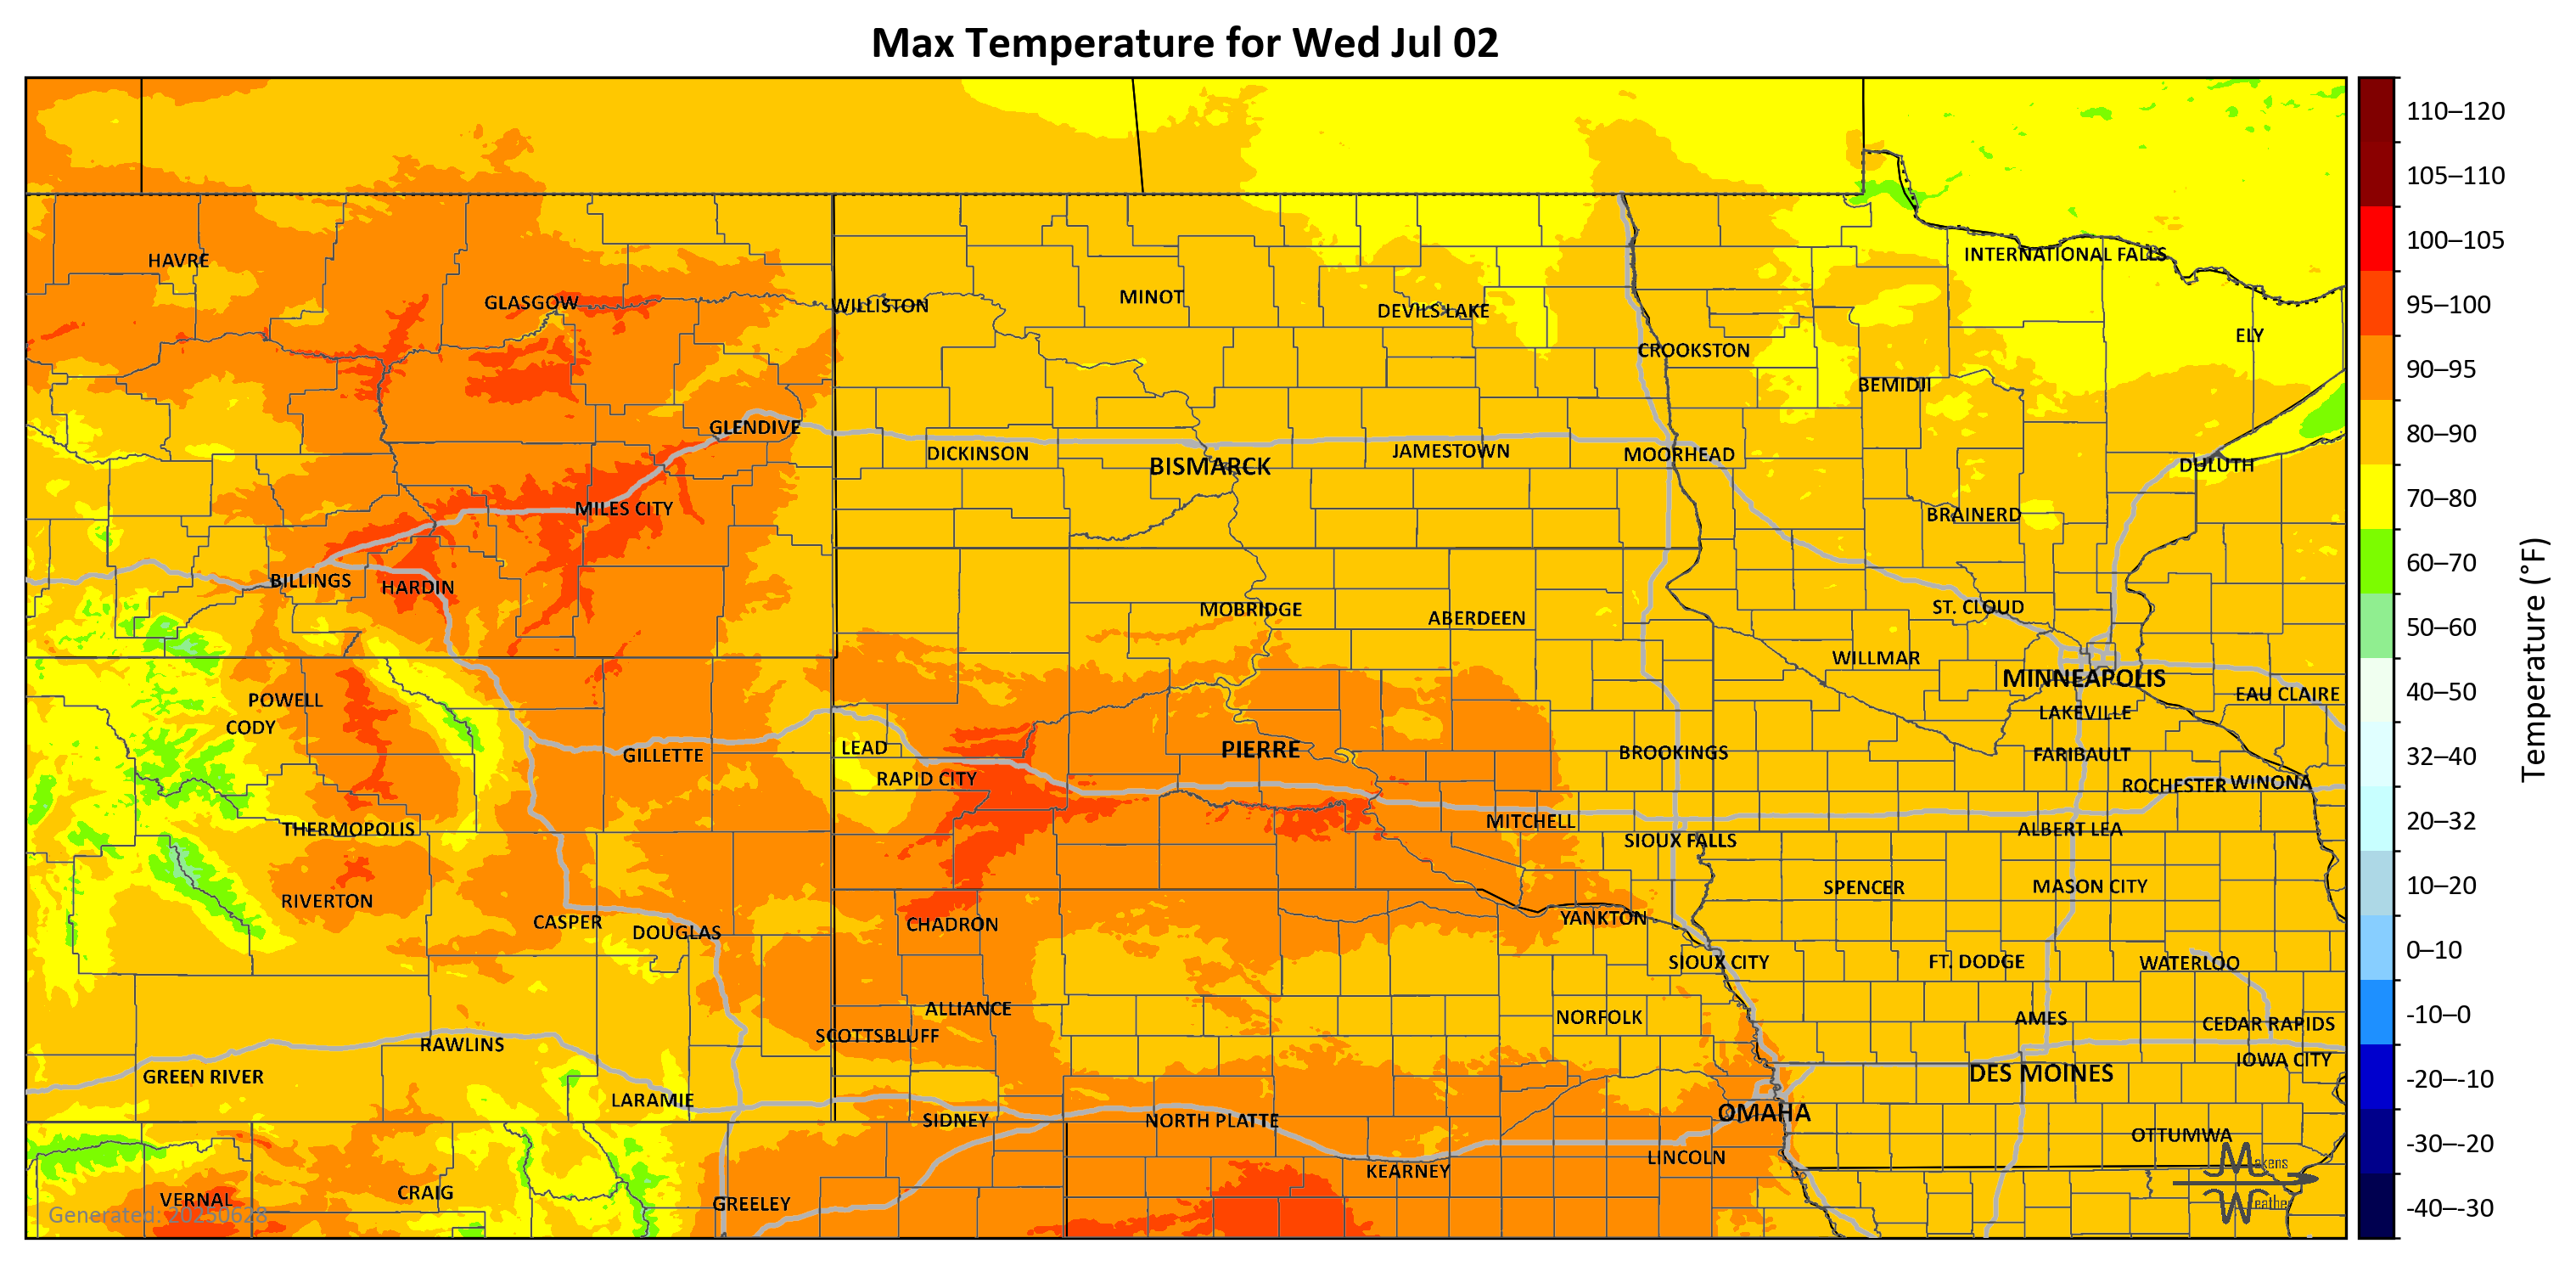 Max Temperature for Wed Jul 02
HAVRE
GLASGOW
WILLISTON
MINOT
DEVILS LAKE
INTERNATIONAL FALLS
CROOKSTON
ELY
BEMIDJI
GLENDIVE
DICKINSON
BISMARCK
JAMESTOWN
MOORHEAD
DULUTH
MILES CITY
BRAINERD
BILLINGS
HARDIN
MOBRIDGE
ABERDEEN
ST. CLOUD
WILLMAR
MINNEAPOLIS
EAU CLAIRE
POWELL
CODY
LAKEVILLE
GILLETTE
LEAD
RAPID CITY
PIERRE
BROOKINGS
FARIBAULT
ROCHESTER
WINONA
THERMOPOLIS
MITCHELL
SIOUX FALLS
ALBERT LEA
RIVERTON
SPENCER
MASON CITY
CASPER
DOUGLAS
CHADRON
YANKTON
SIOUX CITY
FT. DODGE
WATERLOO
ALLIANCE
SCOTTSBLUFF
NORFOLK
AMES
CEDAR RAPIDS
RAWLINS
GREEN RIVER
DES MOINES
IOWA CITY
LARAMIE
SIDNEY
NORTH PLATTE
OMAHA
OTTUMWA
KEARNEY
LINCOLN
VERNAL
CRAIG
GREELEY
Generated: 20250628
Makens
Weather
110–120
105–110
100–105
95–100
90–95
80–90
70–80
60–70
50–60
40–50
32–40
20–32
10–20
0–10
-10–0
-20–-10
-30–-20
-40–-30
Temperature (°F)